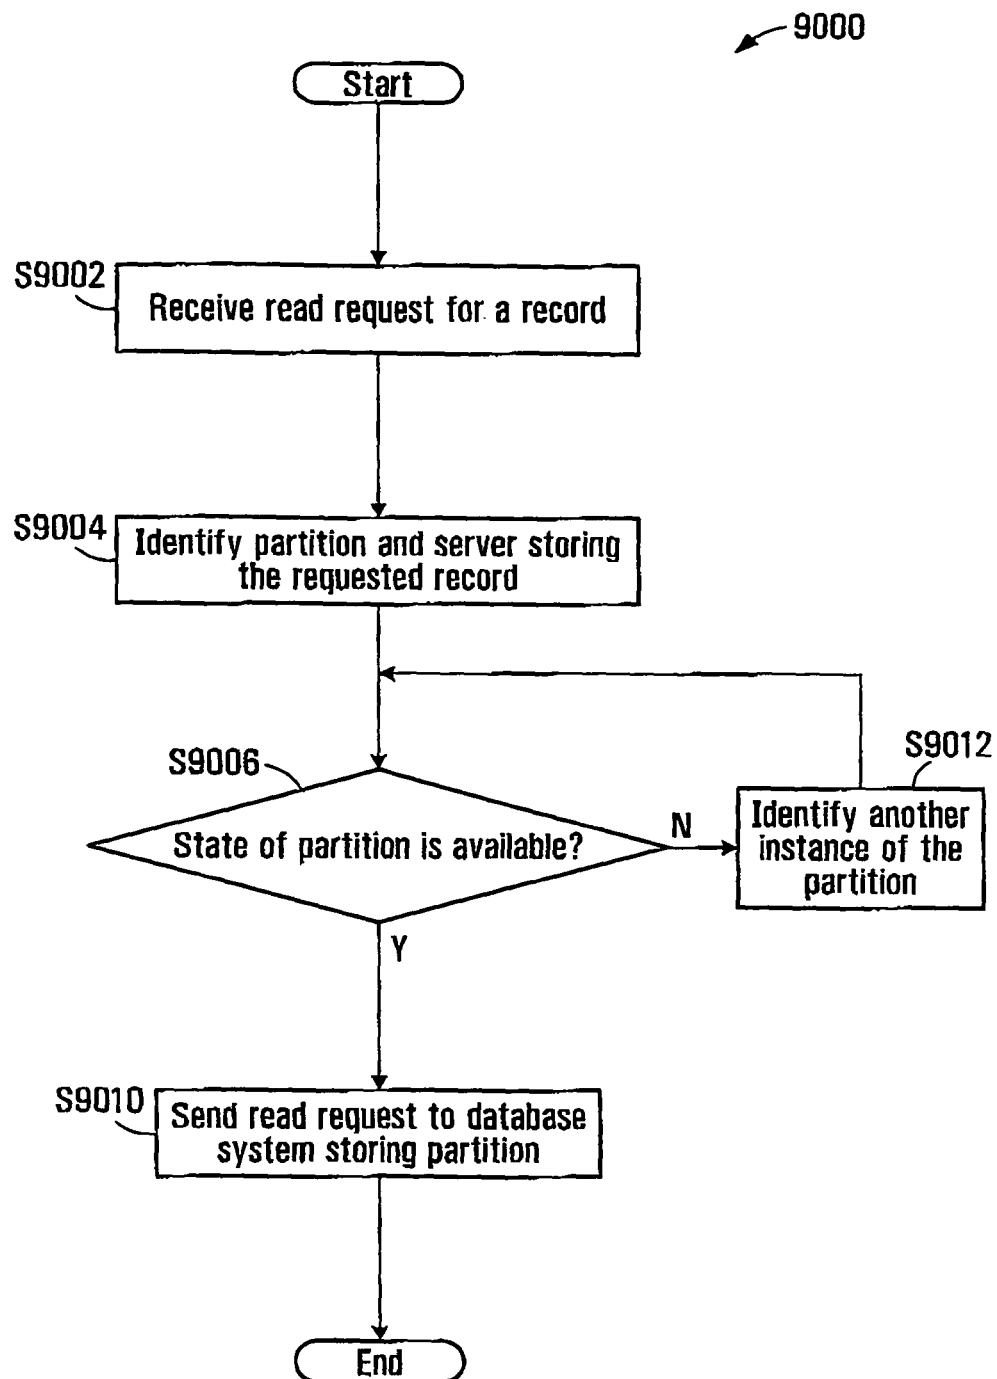 9000
Start
S9002
Receive read request for a record
S9004
Identify partition and server storing
the requested record
S9006
State of partition is available?
N
S9012
Identify another
instance of the
partition
Y
S9010
Send read request to database
system storing partition
End